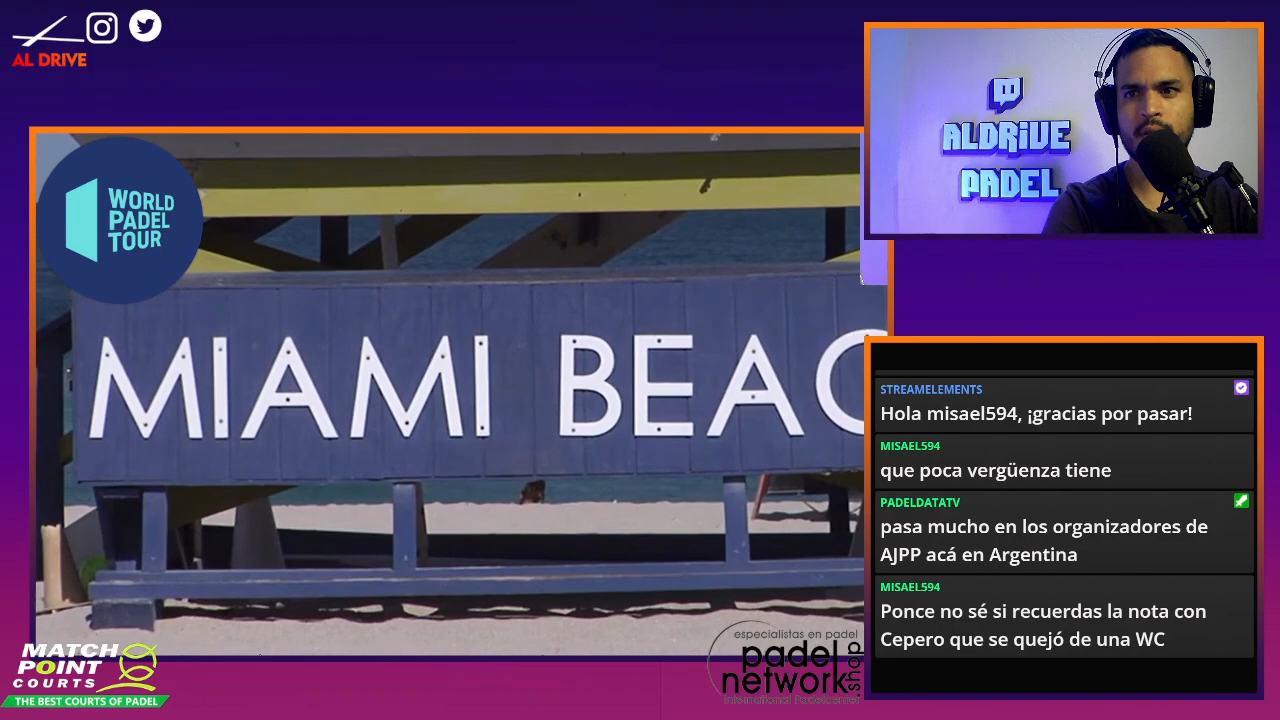 AL DRIVE
WORLD
PADEL
TOUR
MIAMI BEAC
ALDRIVE
PADEL
STREAMELEMENTS
Hola misael594, ¡gracias por pasar!
MISAEL594
que poca vergüenza tiene
PADELDATATV
pasa mucho en los organizadores de
AJPP acá en Argentina
MISAEL594
Ponce no sé si recuerdas la nota con
Cepero que se quejó de una WC
MATCH
POINT
COURTS
THE BEST COURTS OF PADEL
especialistas en padel
padel
network
.shop
International Padelcenter